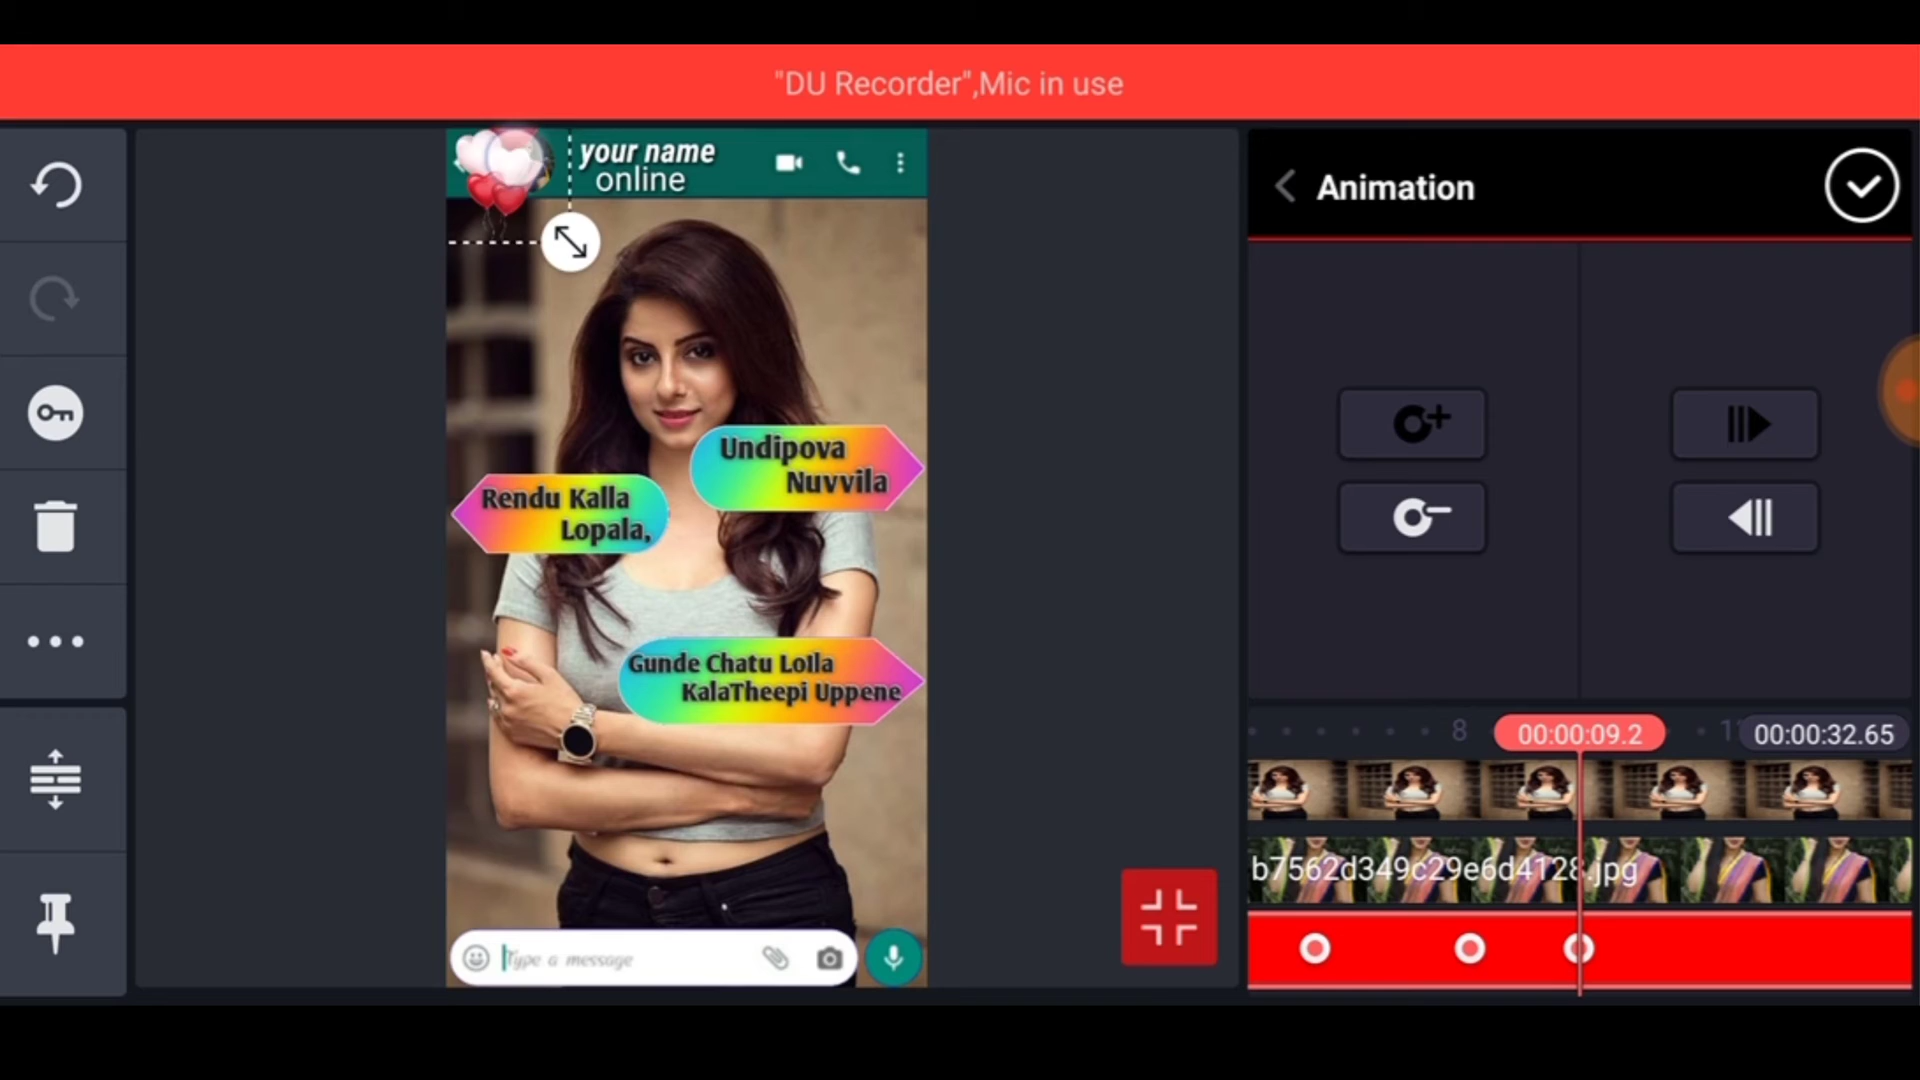 "DU Recorder",Mic in use
your name
online
Animation
Undipova
Nuvvila
Rendu Kalla
Lopala,
Gunde Chatu Lolla
KalaTheepi Uppene
Type a message
8
00:00:09.2
00:00:32.65
b7562d349c29e6d4128.jpg